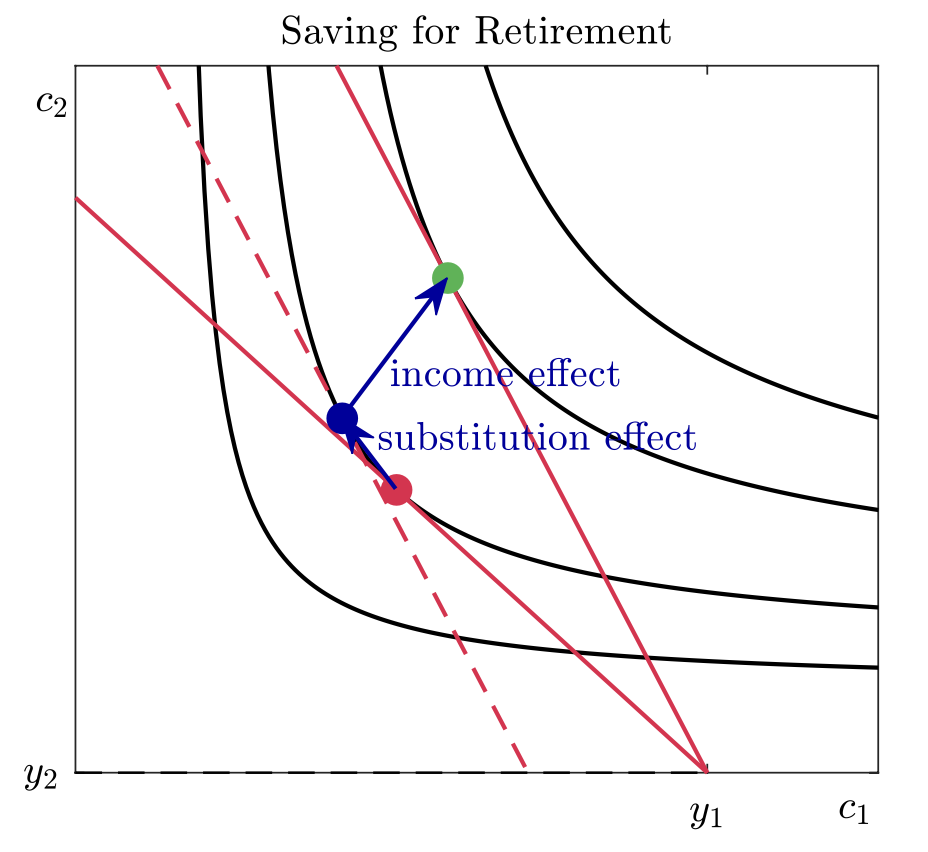 Saving for Retirement
c₂
income effect
substitution effect
y₂
y₁
c₁